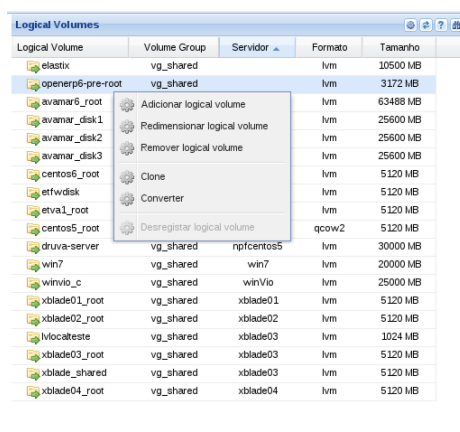 Logical Volumes
Logical Volume Volume Group Servidor Formato Tamanho
elastix vg_shared lvm 10500 MB
openerp6-pre-root vg_shared lvm 3172 MB
avamar6_root lvm 63488 MB
avamar_disk1 lvm 25600 MB
avamar_disk2 lvm 25600 MB
avamar_disk3 lvm 25600 MB
centos6_root lvm 5120 MB
etfwdisk lvm 5120 MB
etva1_root lvm 5120 MB
centos5_root qcow2 5120 MB
Adicionar logical volume
Redimensionar logical volume
Remover logical volume
Clone
Converter
Desregistar logical volume
druva-server vg_shared npfcentos5 lvm 30000 MB
win7 vg_shared win7 lvm 20000 MB
winvio_c vg_shared winVio lvm 25000 MB
xblade01_root vg_shared xblade01 lvm 5120 MB
xblade02_root vg_shared xblade02 lvm 5120 MB
lvlocalteste vg_shared xblade03 lvm 1024 MB
xblade03_root vg_shared xblade03 lvm 5120 MB
xblade_shared vg_shared xblade03 lvm 5120 MB
xblade04_root vg_shared xblade04 lvm 5120 MB